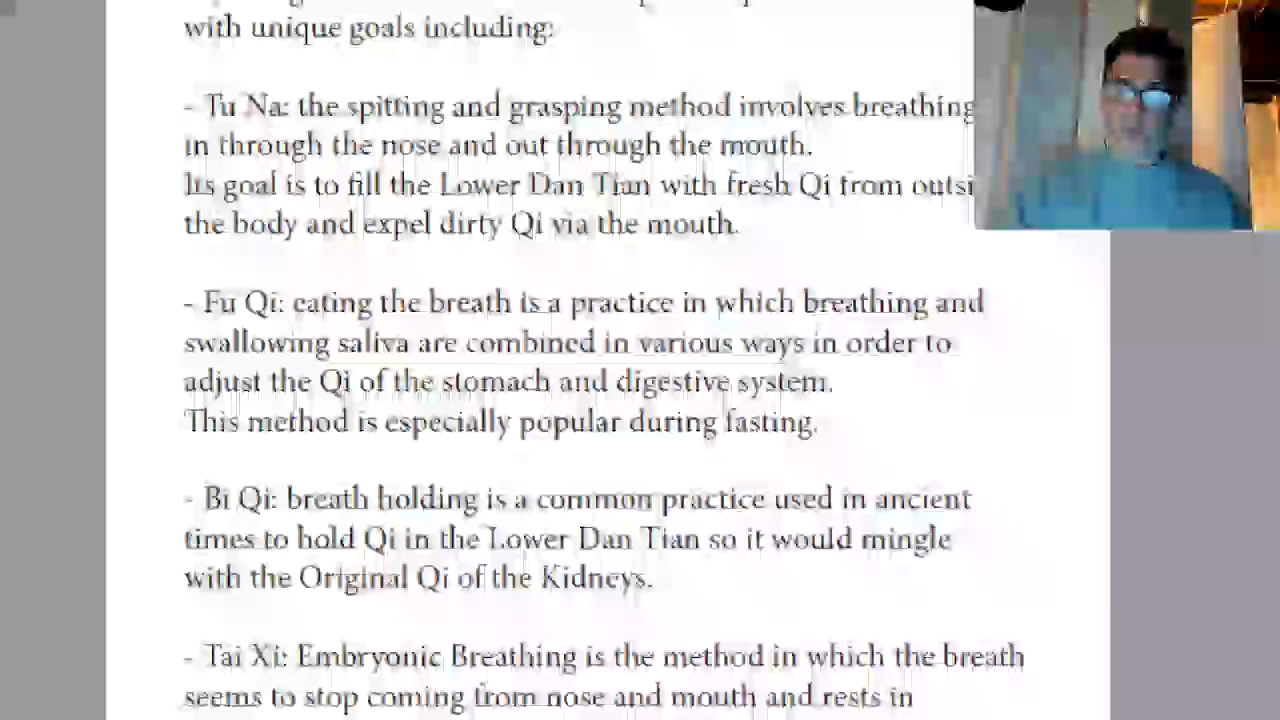 with unique goals including:
- Tu Na: the spitting and grasping method involves breathing
in through the nose and out through the mouth.
Its goal is to fill the Lower Dan Tian with fresh Qi from outsi
the body and expel dirty Qi via the mouth.
- Fu Qi: eating the breath is a practice in which breathing and
swallowing saliva are combined in various ways in order to
adjust the Qi of the stomach and digestive system.
This method is especially popular during fasting.
- Bi Qi: breath holding is a common practice used in ancient
times to hold Qi in the Lower Dan Tian so it would mingle
with the Original Qi of the Kidneys.
- Tai Xi: Embryonic Breathing is the method in which the breath
seems to stop coming from nose and mouth and rests in